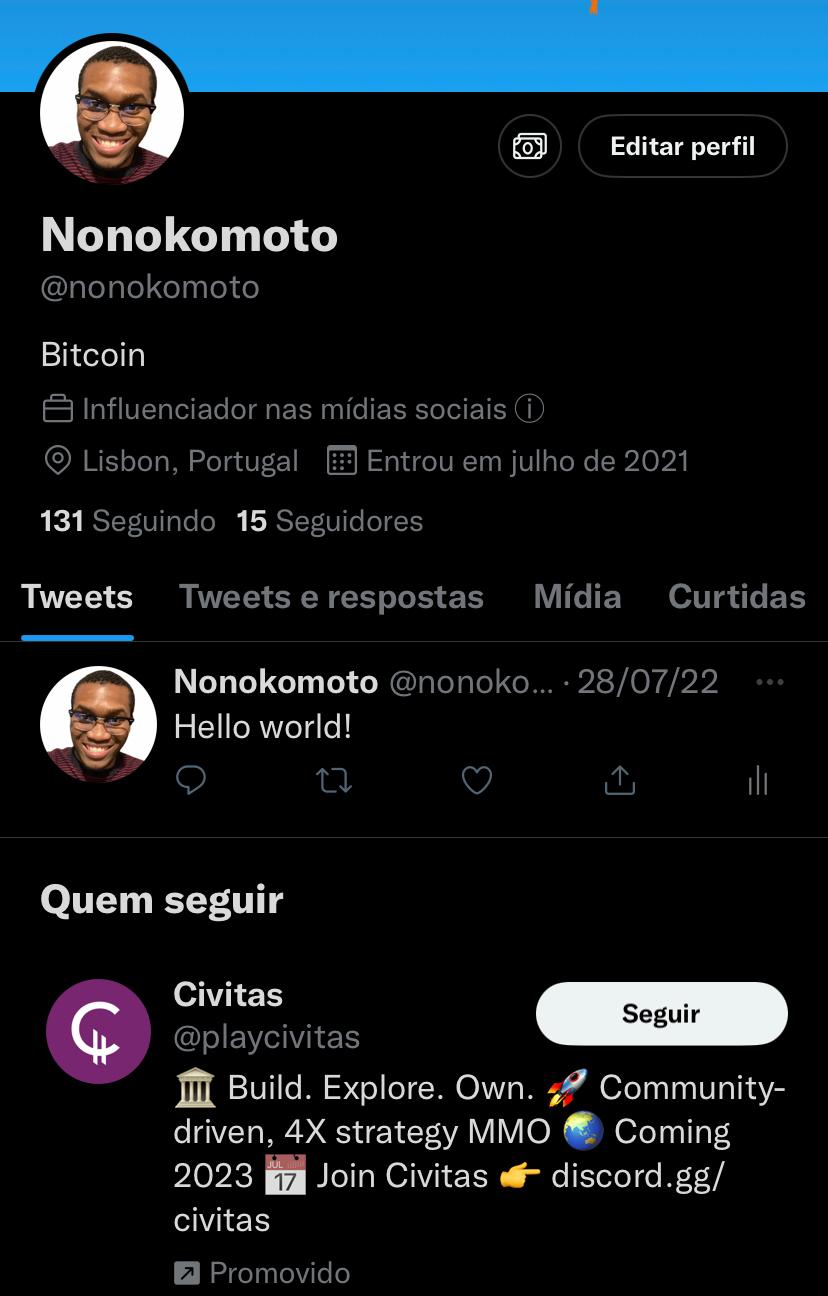 Editar perfil
Nonokomoto
@nonokomoto
Bitcoin
Influenciador nas mídias sociais
Lisbon, Portugal Entrou em julho de 2021
131 Seguindo 15 Seguidores
Tweets Tweets e respostas Mídia Curtidas
Nonokomoto @nonoko... · 28/07/22
Hello world!
Quem seguir
Civitas
Seguir
@playcivitas
🏛 Build. Explore. Own. 🚀 Community-
driven, 4X strategy MMO 🌏 Coming
2023 📅 Join Civitas 👉 discord.gg/
civitas
Promovido